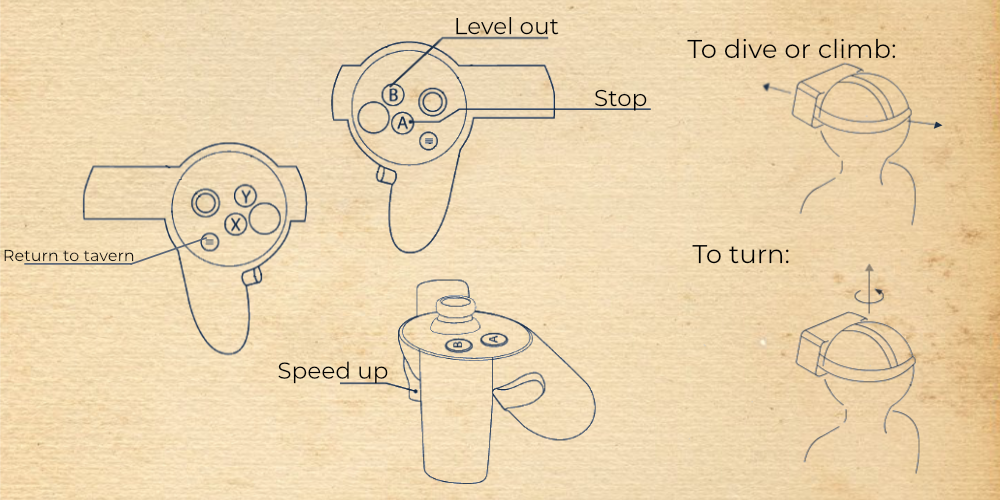 Level out
To dive or climb:
B
Stop
A
Y
X
Return to tavern
To turn:
B
A
Speed up